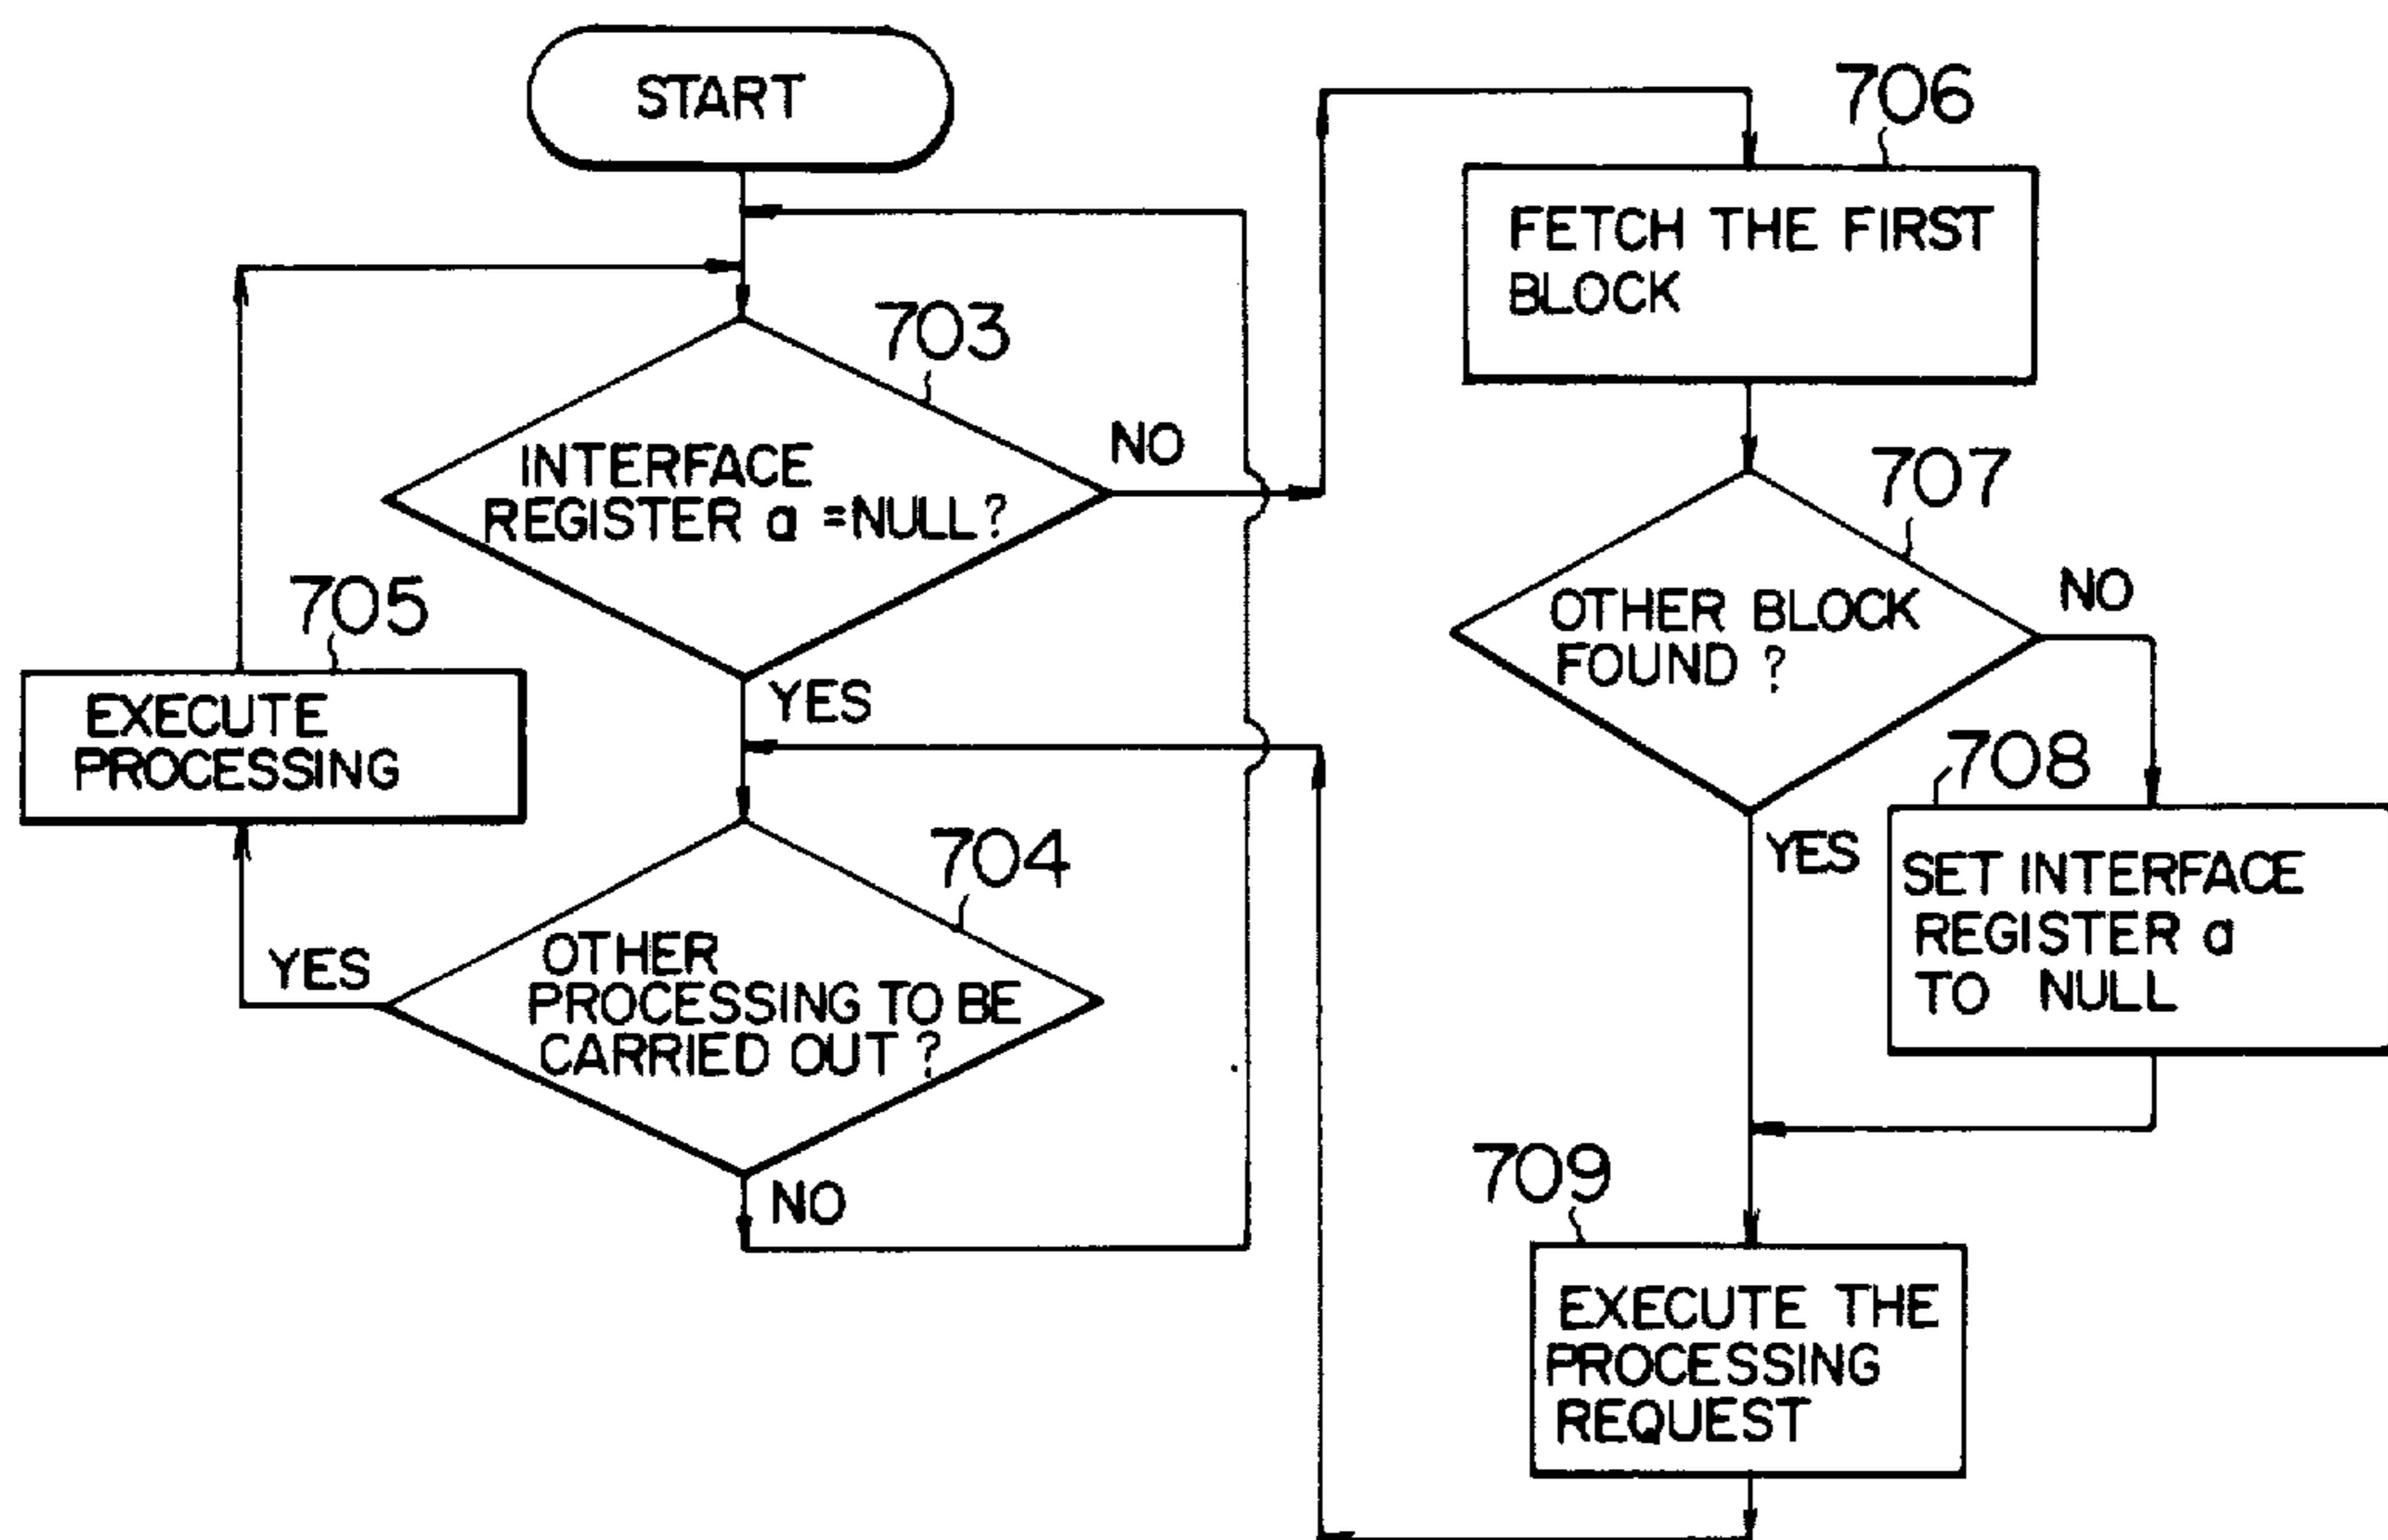 START
703
INTERFACE
REGISTER a =NULL?
NO
YES
705
EXECUTE
PROCESSING
704
OTHER
PROCESSING TO BE
CARRIED OUT ?
YES
NO
706
FETCH THE FIRST
BLOCK
707
OTHER BLOCK
FOUND ?
NO
YES
708
SET INTERFACE
REGISTER a
TO NULL
709
EXECUTE THE
PROCESSING
REQUEST